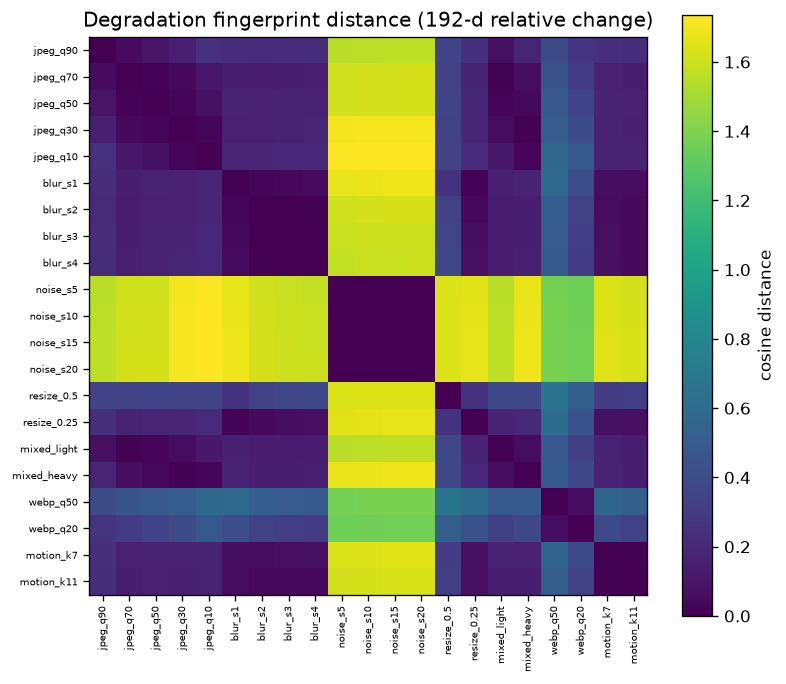 Degradation fingerprint distance (192-d relative change)
jpeg_q90
jpeg_q70
jpeg_q50
jpeg_q30
jpeg_q10
blur_s1
blur_s2
blur_s3
blur_s4
noise_s5
noise_s10
noise_s15
noise_s20
resize_0.5
resize_0.25
mixed_light
mixed_heavy
webp_q50
webp_q20
motion_k7
motion_k11
jpeg_q90
jpeg_q70
jpeg_q50
jpeg_q30
jpeg_q10
blur_s1
blur_s2
blur_s3
blur_s4
noise_s5
noise_s10
noise_s15
noise_s20
resize_0.5
resize_0.25
mixed_light
mixed_heavy
webp_q50
webp_q20
motion_k7
motion_k11
1.6
1.4
1.2
1.0
0.8
0.6
0.4
0.2
0.0
cosine distance